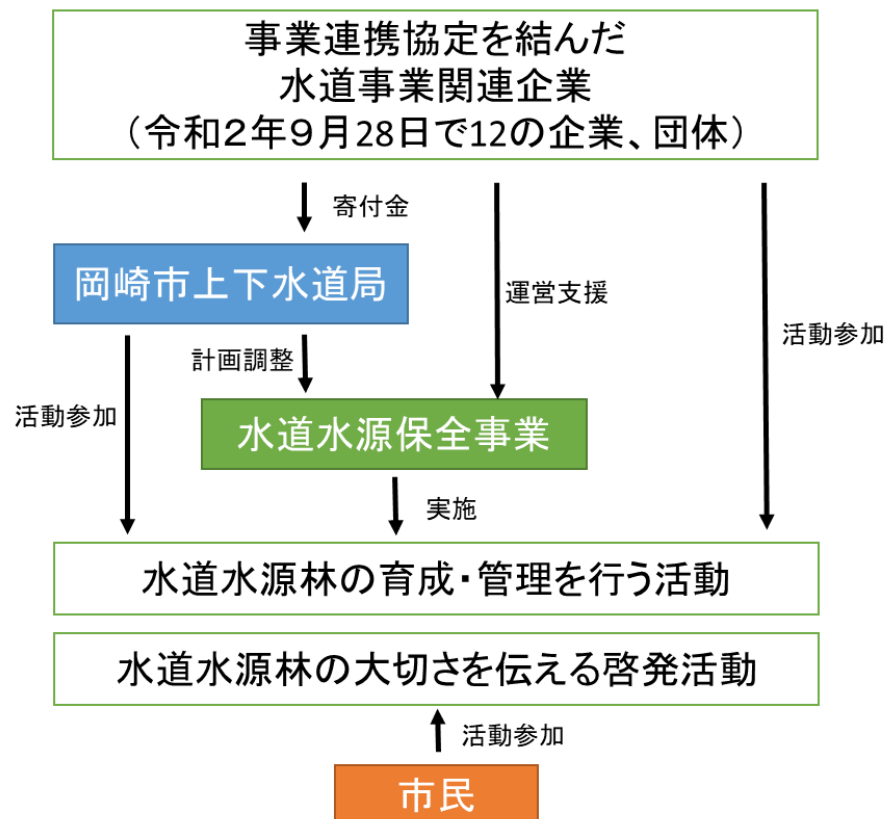 事業連携協定を結んだ
水道事業関連企業
（令和２年９月28日で12の企業、団体）
寄付金
岡崎市上下水道局
運営支援
活動参加
計画調整
活動参加
水道水源保全事業
実施
水道水源林の育成・管理を行う活動
水道水源林の大切さを伝える啓発活動
活動参加
市民